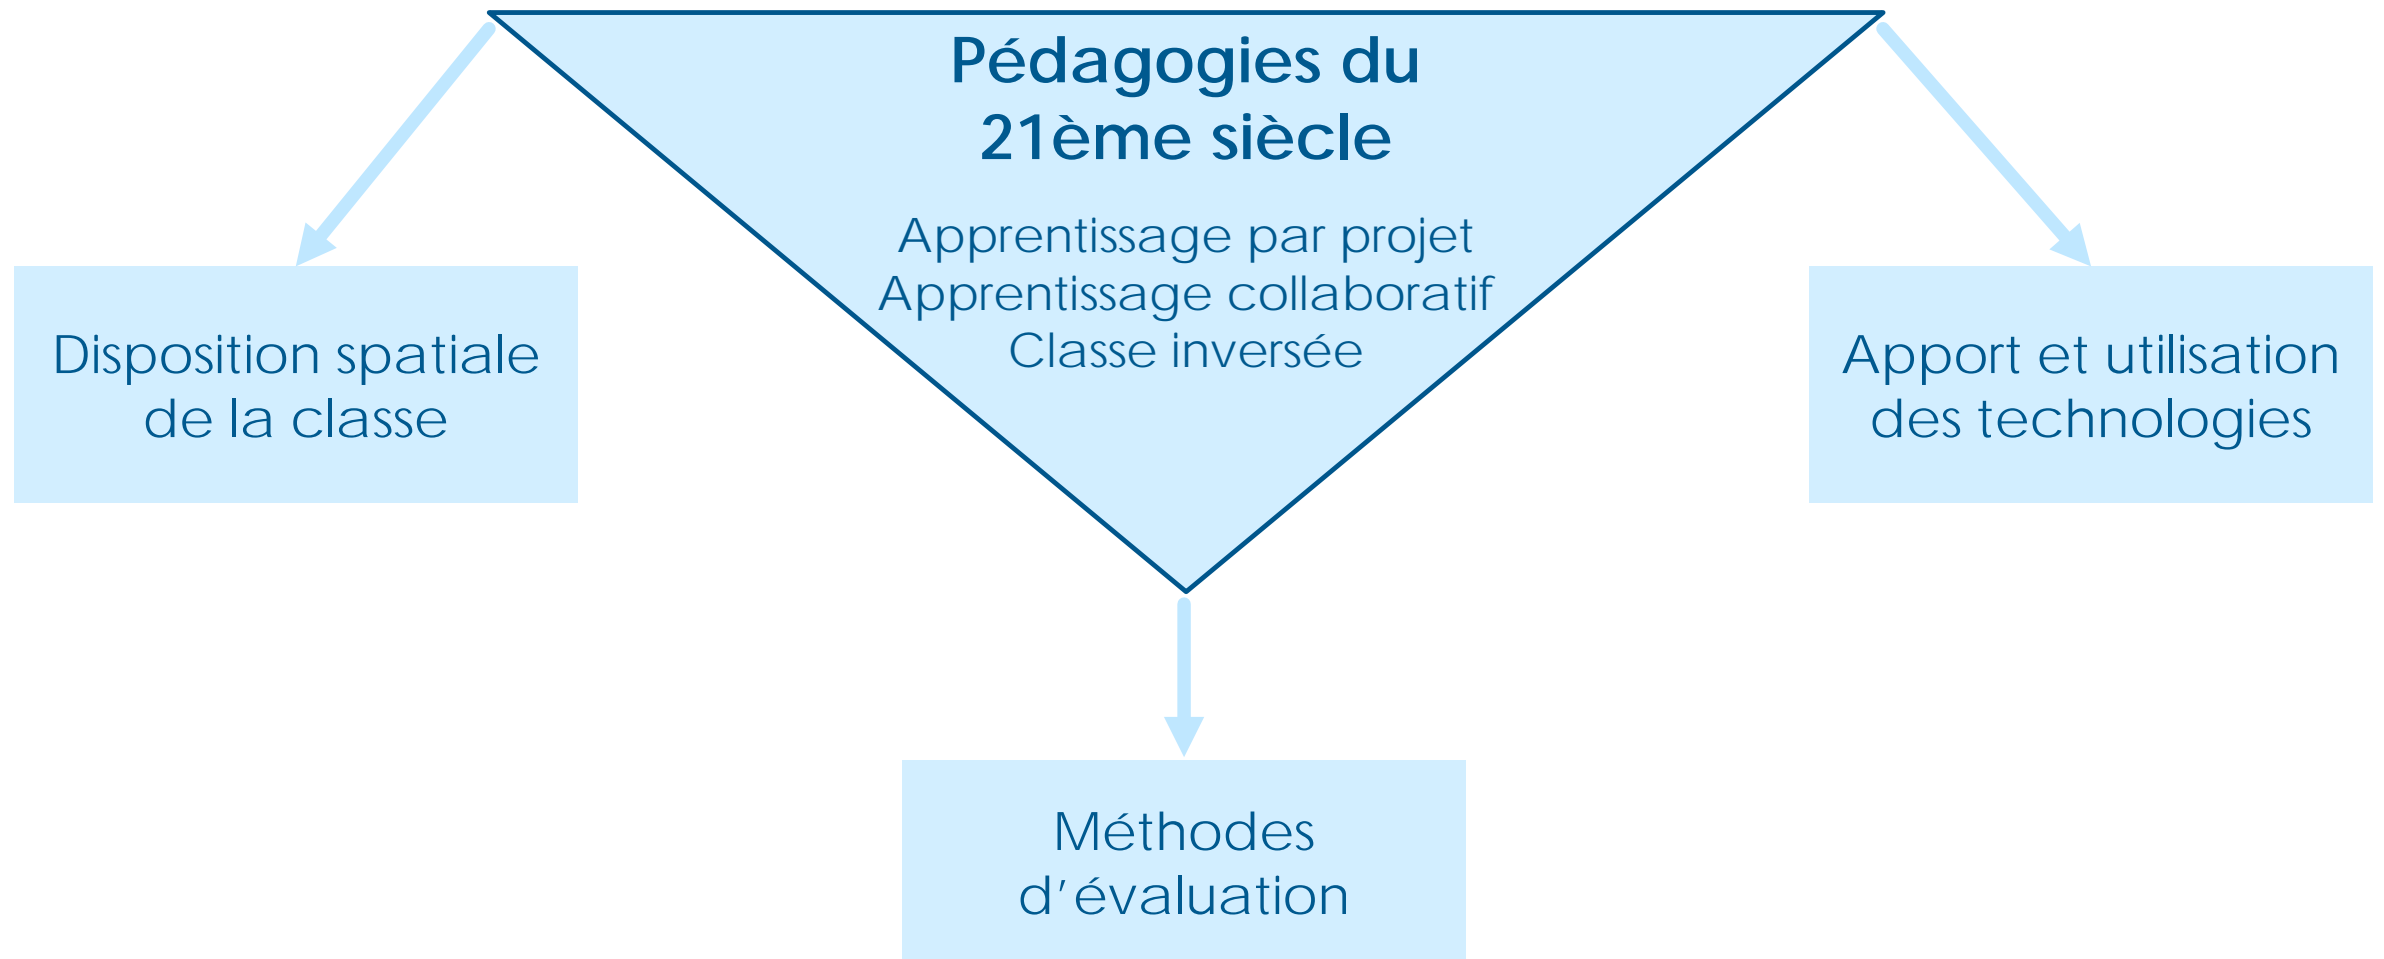 Pédagogies du
21ème siècle
Apprentissage par projet
Apprentissage collaboratif
Classe inversée
Disposition spatiale
de la classe
Apport et utilisation
des technologies
Méthodes
d’évaluation